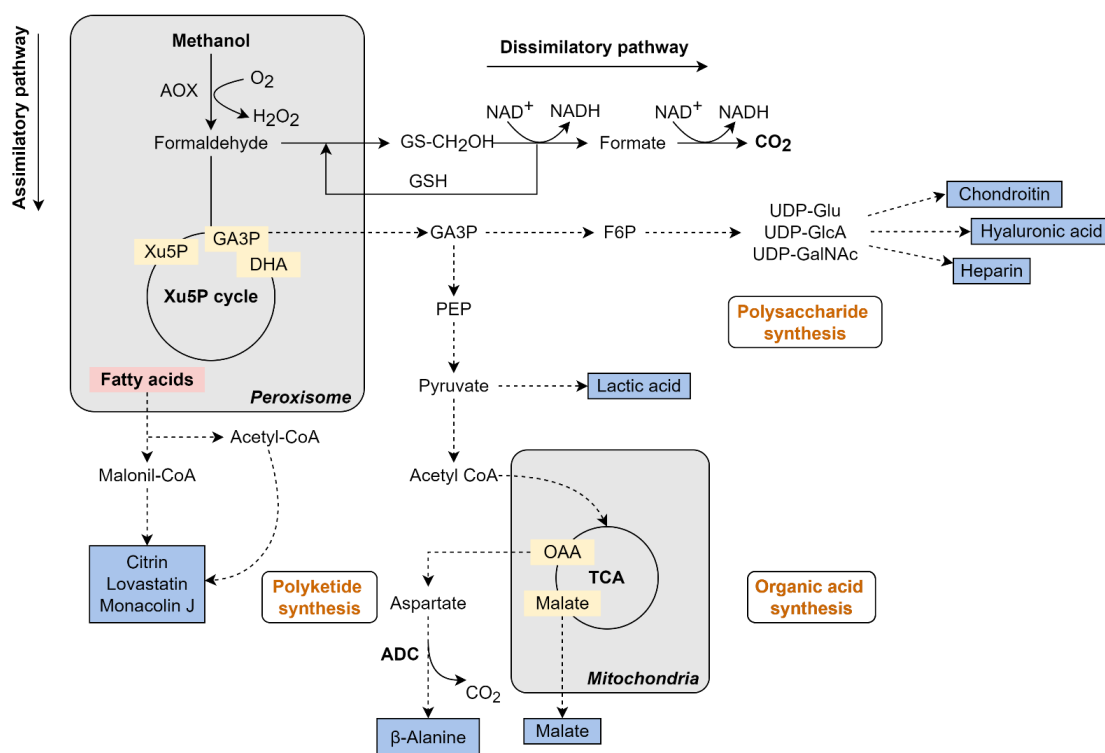 Assimilatory pathway
Methanol
Dissimilatory pathway
AOX
O2
H2O2
NAD+
NADH
NAD+
NADH
Formaldehyde
GS-CH2OH
Formate
CO2
GSH
Xu5P
GA3P
DHA
Xu5P cycle
GA3P
F6P
UDP-Glu
UDP-GlcA
UDP-GalNAc
Chondroitin
Hyaluronic acid
Heparin
PEP
Polysaccharide
synthesis
Fatty acids
Peroxisome
Pyruvate
Lactic acid
Acetyl-CoA
Malonil-CoA
Acetyl CoA
Citrin
Lovastatin
Monacolin J
Polyketide
synthesis
OAA
TCA
Malate
Aspartate
Organic acid
synthesis
ADC
CO2
Mitochondria
β-Alanine
Malate